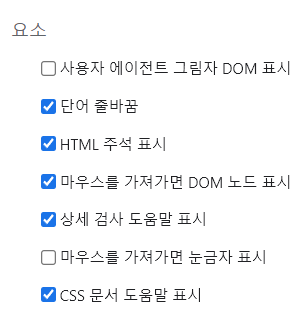 요소
사용자 에이전트 그림자 DOM 표시
단어 줄바꿈
HTML 주석 표시
마우스를 가져가면 DOM 노드 표시
상세 검사 도움말 표시
마우스를 가져가면 눈금자 표시
CSS 문서 도움말 표시